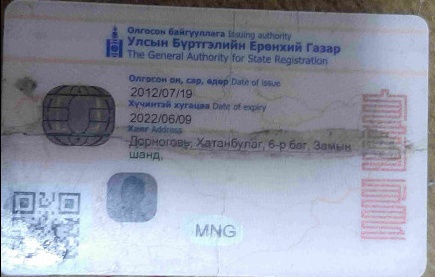 Олгосон байгууллага Issuing authority
Улсын Бүртгэлийн Ерөнхий Газар
The General Authority for State Registration
Олгосон он, сар, өдөр Date of issue
2012/07/19
Хүчинтэй хугацаа Date of expiry
2022/06/09
Хаяг Address
Дорноговь, Хатанбулаг, 6-р баг, Замын
шанд,
MNG